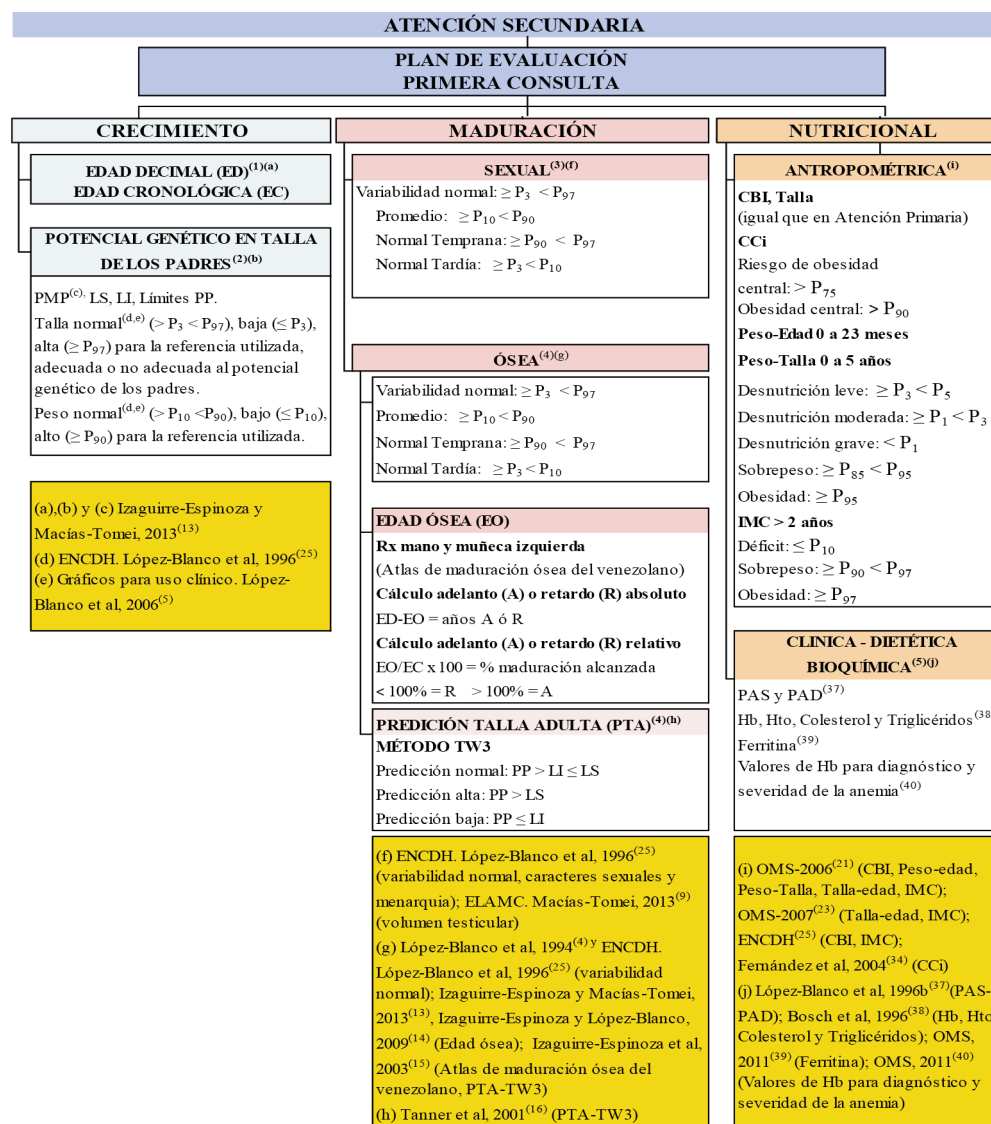 ATENCIÓN SECUNDARIA
PLAN DE EVALUACIÓN
PRIMERA CONSULTA
CRECIMIENTO
EDAD DECIMAL (ED)(1)(a)
EDAD CRONOLÓGICA (EC)
POTENCIAL GENÉTICO EN TALLA
DE LOS PADRES(2)(b)
PMP(c). LS, LI, Límites PP.
Talla normal(d,e) (> P3 < P97), baja (≤ P3),
alta (≥ P97) para la referencia utilizada,
adecuada o no adecuada al potencial
genético de los padres.
Peso normal(d,e) (> P10 <P90), bajo (≤ P10),
alto (≥ P90) para la referencia utilizada.
(a),(b) y (c) Izaguirre-Espinoza y
Macías-Tomei, 2013(13)
(d) ENCDH. López-Blanco et al, 1996(25)
(e) Gráficos para uso clínico. López-
Blanco et al, 2006(5)
MADURACIÓN
SEXUAL(3)(f)
Variabilidad normal: ≥ P3 < P97
Promedio: ≥ P10 < P90
Normal Temprana: ≥ P90 < P97
Normal Tardía: ≥ P3 < P10
ÓSEA(4)(g)
Variabilidad normal: ≥ P3 < P97
Promedio: ≥ P10 < P90
Normal Temprana: ≥ P90 < P97
Normal Tardía: ≥ P3 < P10
EDAD ÓSEA (EO)
Rx mano y muñeca izquierda
(Atlas de maduración ósea del venezolano)
Cálculo adelanto (A) o retardo (R) absoluto
ED-EO = años A ó R
Cálculo adelanto (A) o retardo (R) relativo
EO/EC x 100 = % maduración alcanzada
< 100% = R > 100% = A
PREDICIÓN TALLA ADULTA (PTA)(4)(h)
MÉTODO TW3
Predicción normal: PP > LI ≤ LS
Predicción alta: PP > LS
Predicción baja: PP ≤ LI
(f) ENCDH. López-Blanco et al, 1996(25)
(variabilidad normal, caracteres sexuales y
menarquia); ELAMC. Macías-Tomei, 2013(9)
(volumen testicular)
(g) López-Blanco et al, 1994(4) y ENCDH.
López-Blanco et al, 1996(25) (variabilidad
normal); Izaguirre-Espinoza y Macías-Tomei,
2013(13), Izaguirre-Espinoza y López-Blanco,
2009(14) (Edad ósea); Izaguirre-Espinoza et al,
2003(15) (Atlas de maduración ósea del
venezolano, PTA-TW3)
(h) Tanner et al, 2001(16) (PTA-TW3)
NUTRICIONAL
ANTROPOMÉTRICA(i)
CBI, Talla
(igual que en Atención Primaria)
CCi
Riesgo de obesidad
central: > P75
Obesidad central: > P90
Peso-Edad 0 a 23 meses
Peso-Talla 0 a 5 años
Desnutrición leve: ≥ P3 < P5
Desnutrición moderada: ≥ P1 < P3
Desnutrición grave: < P1
Sobrepeso: ≥ P85 < P95
Obesidad: ≥ P95
IMC > 2 años
Déficit: ≤ P10
Sobrepeso: ≥ P90 < P97
Obesidad: ≥ P97
CLINICA - DIETÉTICA
BIOQUÍMICA(5)(j)
PAS y PAD(37)
Hb, Hto, Colesterol y Triglicéridos(38
Ferritina(39)
Valores de Hb para diagnóstico y
severidad de la anemia(40)
(i) OMS-2006(21) (CBI, Peso-edad,
Peso-Talla, Talla-edad, IMC);
OMS-2007(23) (Talla-edad, IMC);
ENCDH(25) (CBI, IMC);
Fernández et al, 2004(34) (CCi)
(j) López-Blanco et al, 1996b(37)(PAS-
PAD); Bosch et al, 1996(38) (Hb, Hto
Colesterol y Triglicéridos); OMS,
2011(39) (Ferritina); OMS, 2011(40)
(Valores de Hb para diagnóstico y
severidad de la anemia)